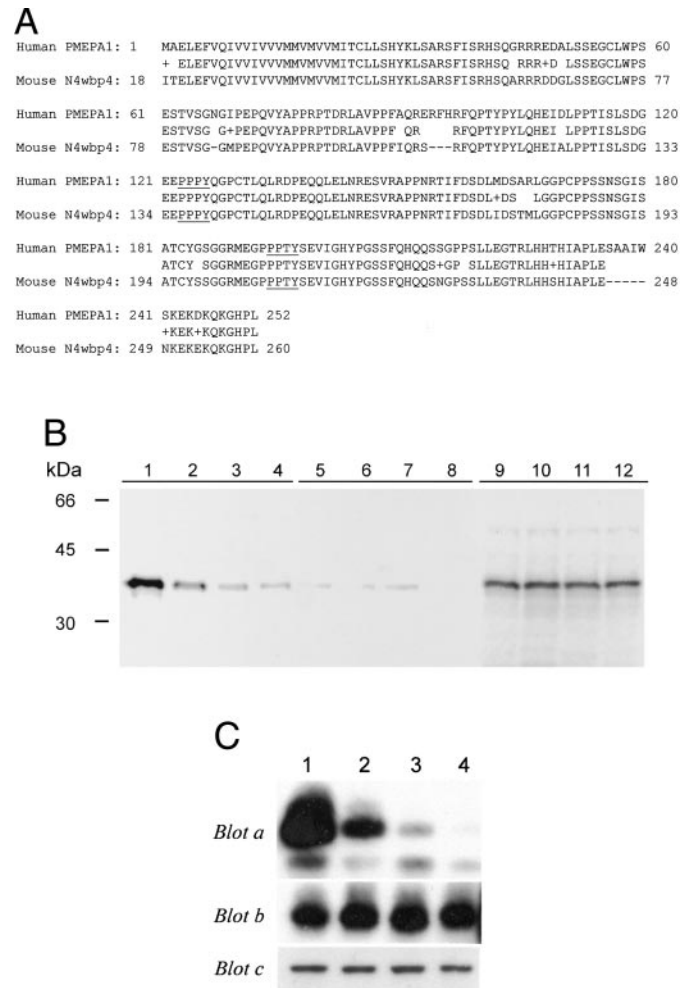 A
Human PMEPA1: 1 MAELEFVQIVVIVVVMMVMVVMITCLLSHYKLSARSFISRHSQGRRREDALSSEGCLWPS 60
+ ELEFVQIVVIVVVMMVMVVMITCLLSHYKLSARSFISRHSQ RRR+D LSSEGCLWPS
Mouse N4wbp4: 18 ITELEFVQIVVIVVVMMVMVVMITCLLSHYKLSARSFISRHSQARRRDDGLSSEGCLWPS 77
Human PMEPA1: 61 ESTVSGNGIPEPQVYAPPRPTDRLAVPPFAQRERFHRFQPTYPYLQHEIDLPPTISLSDG 120
ESTVSG G+PEPQVYAPPRPTDRLAVPPF QR RFQPTYPYLQHEI LPPTISLSDG
Mouse N4wbp4: 78 ESTVSG-GMPEPQVYAPPRPTDRLAVPPFIQRS---RFQPTYPYLQHEIALPPTISLSDG 133
Human PMEPA1: 121 EEPPPYQGPCTLQLRDPEQQLELNRESVRAPPNRTIFDSDLMDSARLGGPCPPSSNSGIS 180
EEPPPYQGPCTLQLRDPEQQLELNRESVRAPPNRTIFDSDL+DS LGGPCPPSSNSGIS
Mouse N4wbp4: 134 EEPPPYQGPCTLQLRDPEQQLELNRESVRAPPNRTIFDSDLIDSTMLGGPCPPSSNSGIS 193
Human PMEPA1: 181 ATCYGSGGRMEGPPPTYSEVIGHYPGSSFQHQQSSGPPSLLEGTRLHHTHIAPLESAAIW 240
ATCY SGGRMEGPPPTYSEVIGHYPGSSFQHQQS+GP SLLEGTRLHH+HIAPLE
Mouse N4wbp4: 194 ATCYSSGGRMEGPPPTYSEVIGHYPGSSFQHQQSNGPSSLLEGTRLHHSHIAPLE----- 248
Human PMEPA1: 241 SKEKDKQKGHPL 252
+KEK+KQKGHPL
Mouse N4wbp4: 249 NKEKEKQKGHPL 260
B
kDa 1 2 3 4 5 6 7 8 9 10 11 12
66
45
30
C
1 2 3 4
Blot a
Blot b
Blot c